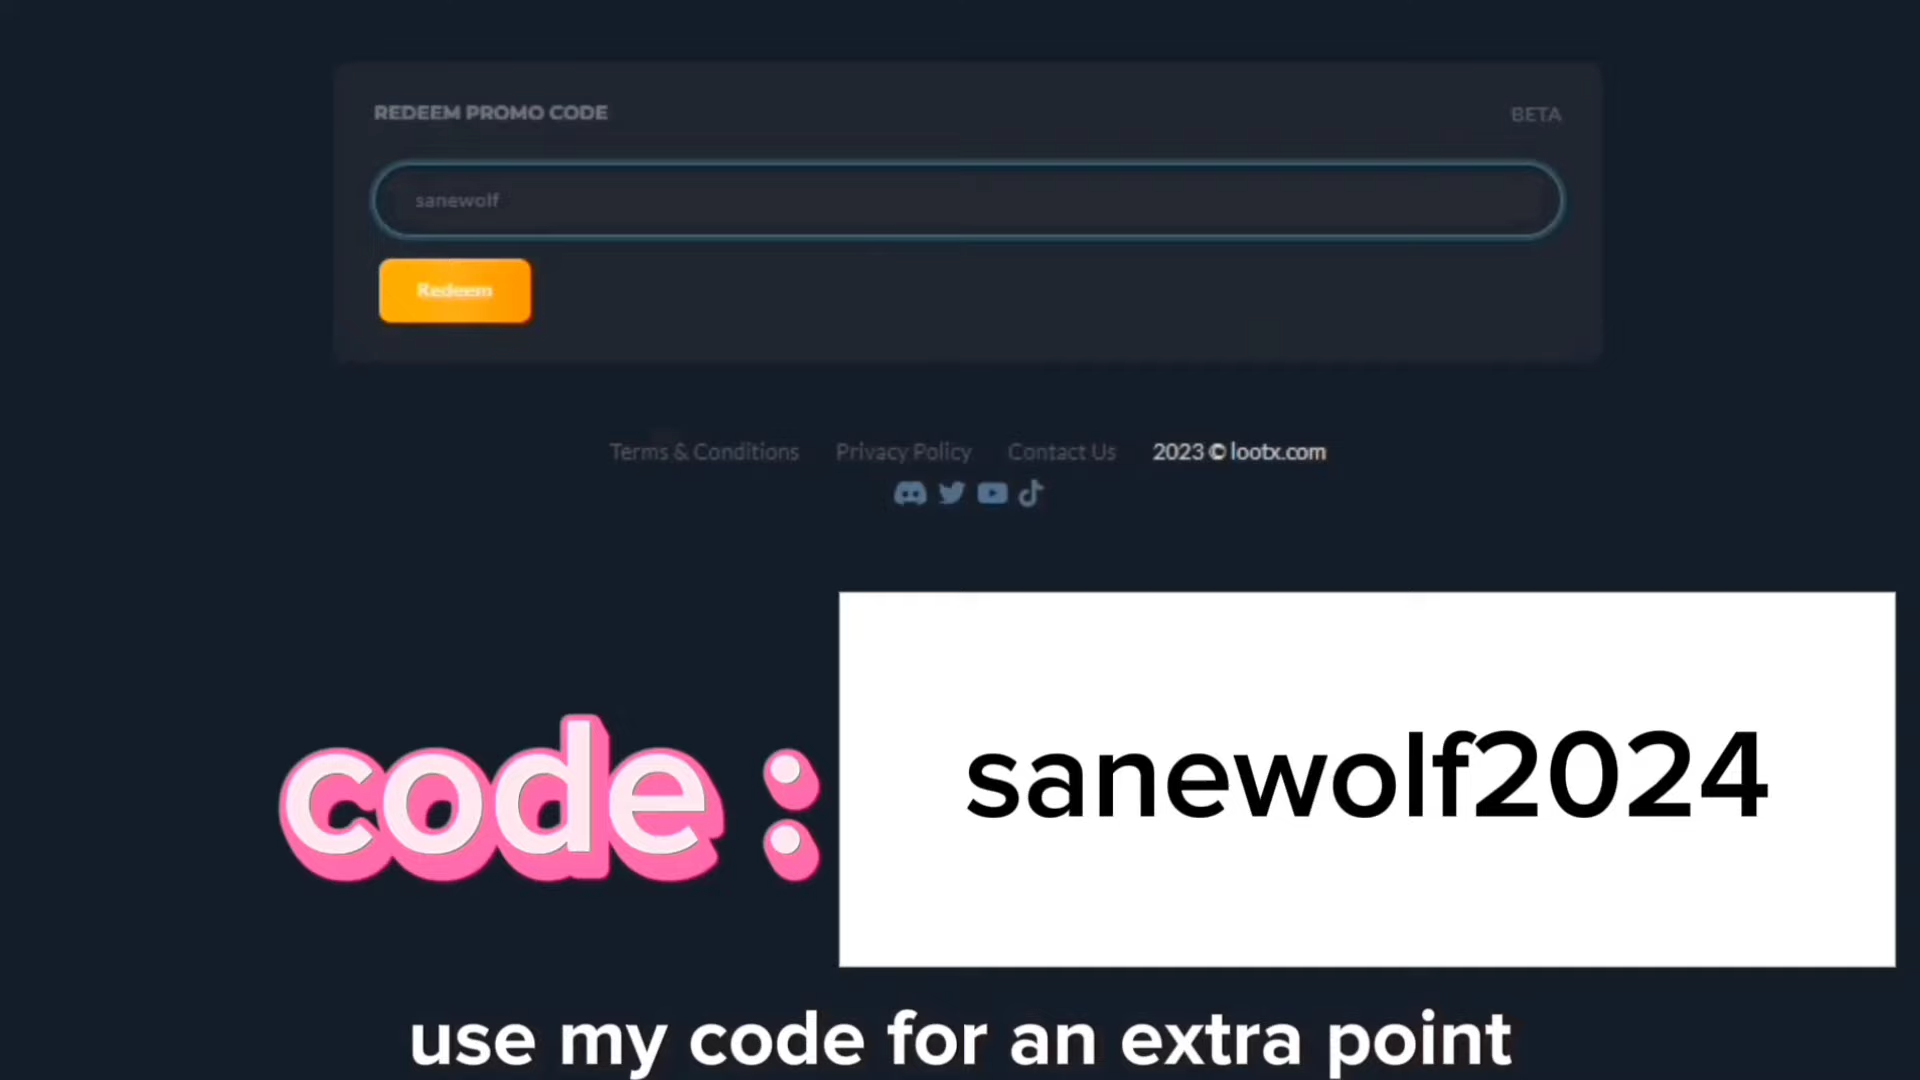 REDEEM PROMO CODE
BETA
sanewolf
Redeem
Terms & Conditions Privacy Policy Contact Us 2023 © lootx.com
code : sanewolf2024
use my code for an extra point